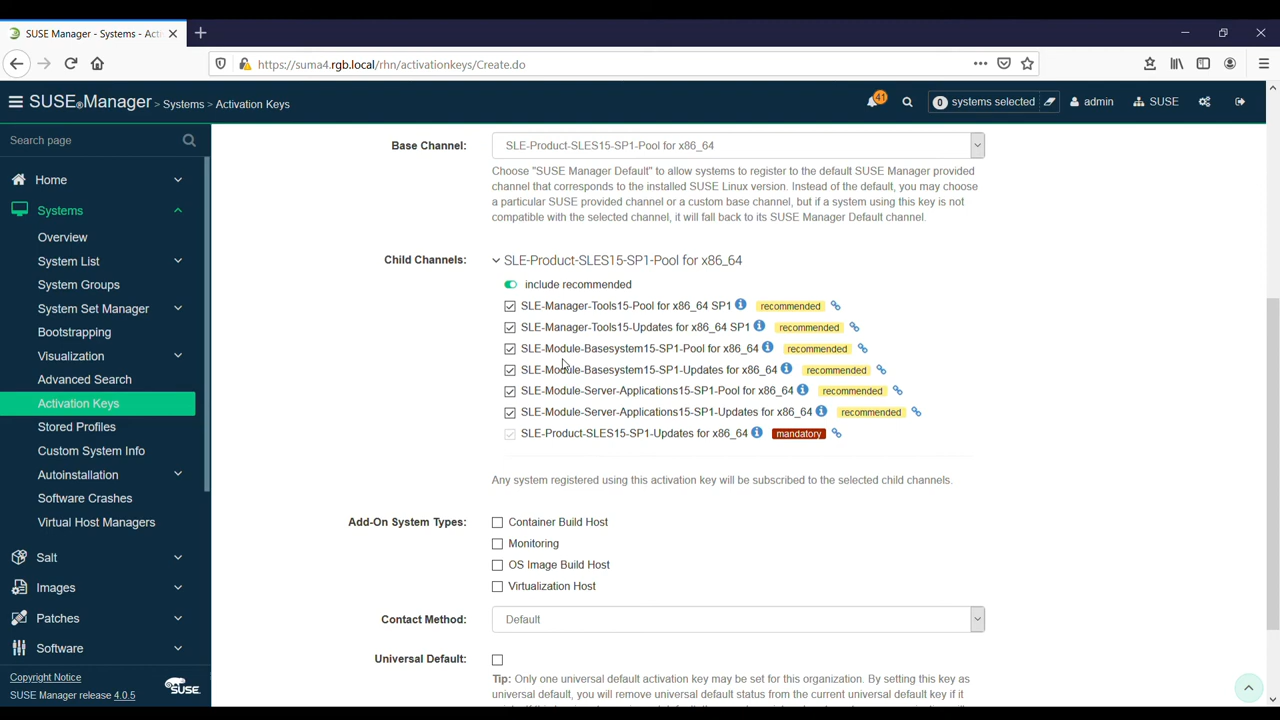 SUSE Manager - Systems - Acti
https://suma4.rgb.local/rhn/activationkeys/Create.do
SUSE®Manager > Systems > Activation Keys
41
0 systems selected
admin
SUSE
Search page
Home
Systems
Overview
System List
System Groups
System Set Manager
Bootstrapping
Visualization
Advanced Search
Activation Keys
Stored Profiles
Custom System Info
Autoinstallation
Software Crashes
Virtual Host Managers
Salt
Images
Patches
Software
Copyright Notice
SUSE Manager release 4.0.5
SUSE
Base Channel: SLE-Product-SLES15-SP1-Pool for x86_64
Choose "SUSE Manager Default" to allow systems to register to the default SUSE Manager provided
channel that corresponds to the installed SUSE Linux version. Instead of the default, you may choose
a particular SUSE provided channel or a custom base channel, but if a system using this key is not
compatible with the selected channel, it will fall back to its SUSE Manager Default channel.
Child Channels: SLE-Product-SLES15-SP1-Pool for x86_64
include recommended
SLE-Manager-Tools15-Pool for x86_64 SP1 recommended
SLE-Manager-Tools15-Updates for x86_64 SP1 recommended
SLE-Module-Basesystem15-SP1-Pool for x86_64 recommended
SLE-Module-Basesystem15-SP1-Updates for x86_64 recommended
SLE-Module-Server-Applications15-SP1-Pool for x86_64 recommended
SLE-Module-Server-Applications15-SP1-Updates for x86_64 recommended
SLE-Product-SLES15-SP1-Updates for x86_64 mandatory
Any system registered using this activation key will be subscribed to the selected child channels.
Add-On System Types: Container Build Host
Monitoring
OS Image Build Host
Virtualization Host
Contact Method: Default
Universal Default:
Tip: Only one universal default activation key may be set for this organization. By setting this key as
universal default, you will remove universal default status from the current universal default key if it